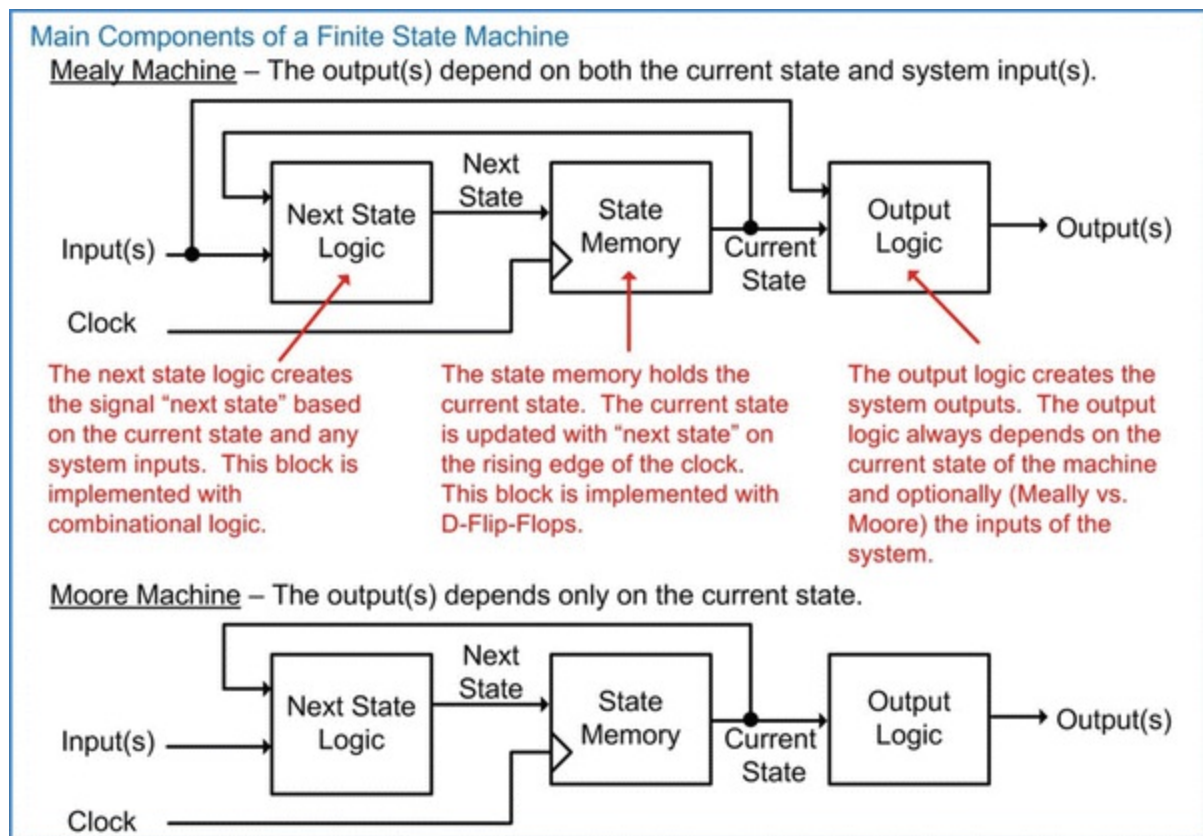 Main Components of a Finite State Machine
Mealy Machine – The output(s) depend on both the current state and system input(s).
Next
State
Next State
Logic
State
Memory
Output
Logic
Input(s)
Current
State
Output(s)
Clock
The next state logic creates
the signal “next state” based
on the current state and any
system inputs.  This block is
implemented with
combinational logic.
The state memory holds the
current state.  The current state
is updated with “next state” on
the rising edge of the clock.
This block is implemented with
D-Flip-Flops.
The output logic creates the
system outputs.  The output
logic always depends on the
current state of the machine
and optionally (Meally vs.
Moore) the inputs of the
system.
Moore Machine – The output(s) depends only on the current state.
Next
State
Next State
Logic
State
Memory
Output
Logic
Input(s)
Current
State
Output(s)
Clock